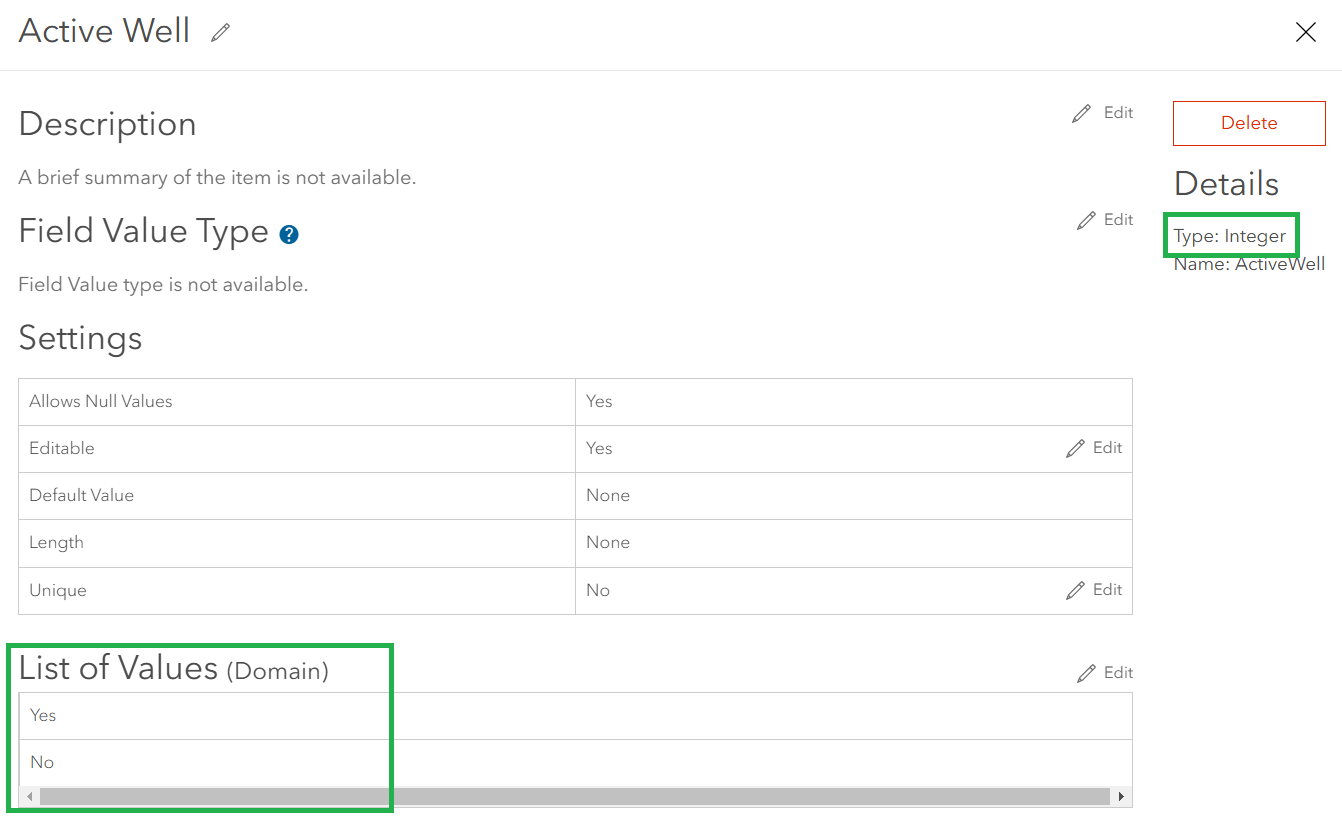 Active Well
Description
Edit
A brief summary of the item is not available.
Field Value Type ?
Edit
Field Value type is not available.
Settings
Allows Null Values Yes
Editable Yes Edit
Default Value None
Length None
Unique No Edit
List of Values (Domain)
Edit
Yes
No
Delete
Details
Type: Integer
Name: ActiveWell